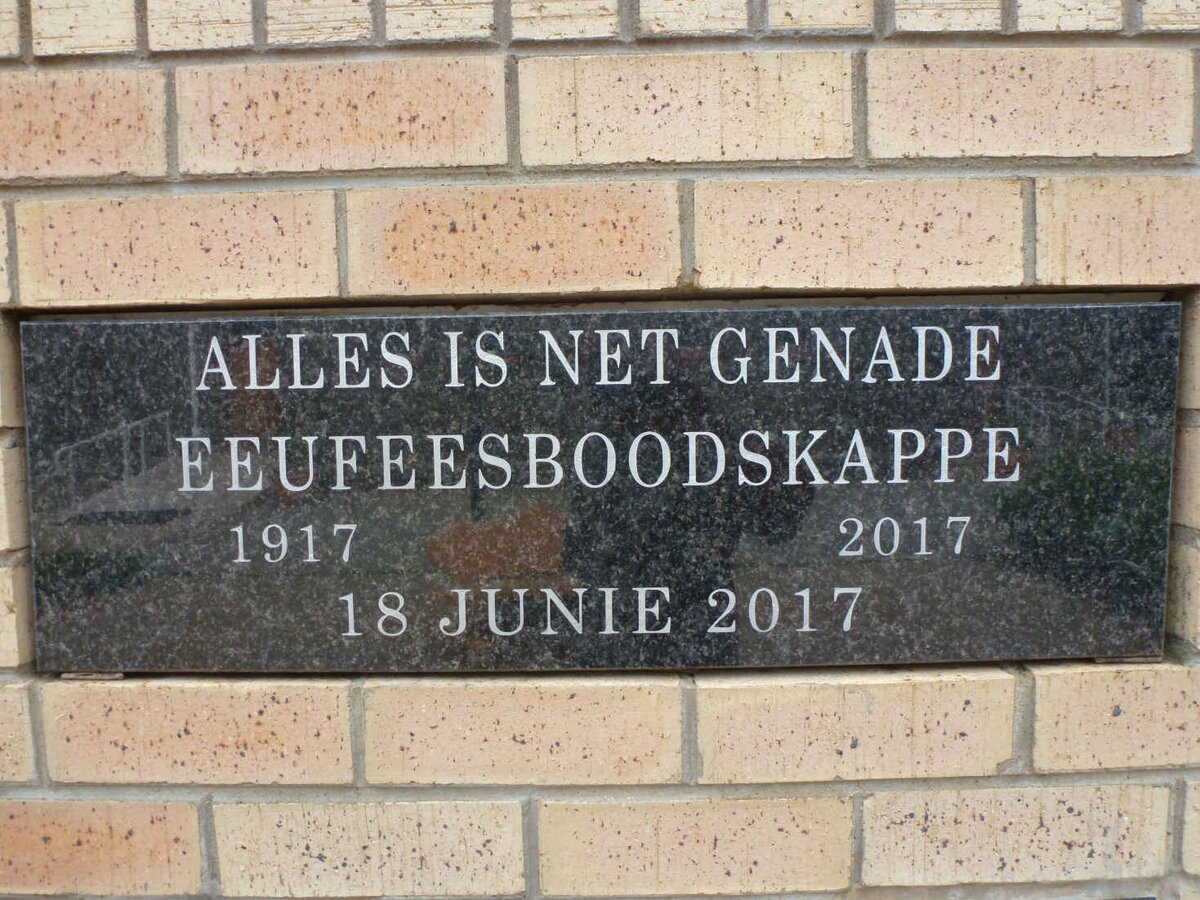 ALLES IS NET GENADE
EEUFEESBOODSKAPPE
1917 2017
18 JUNIE 2017